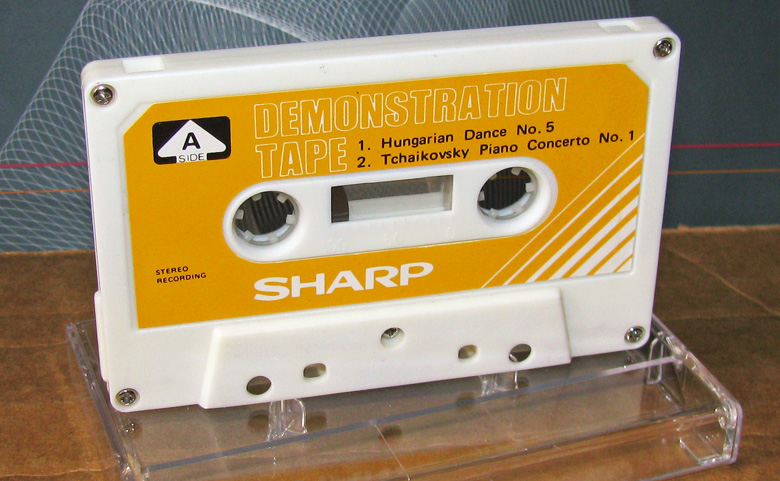 DEMONSTRATION
TAPE
1. Hungarian Dance No. 5
2. Tchaikovsky Piano Concerto No. 1
A
SIDE
STEREO
RECORDING
SHARP